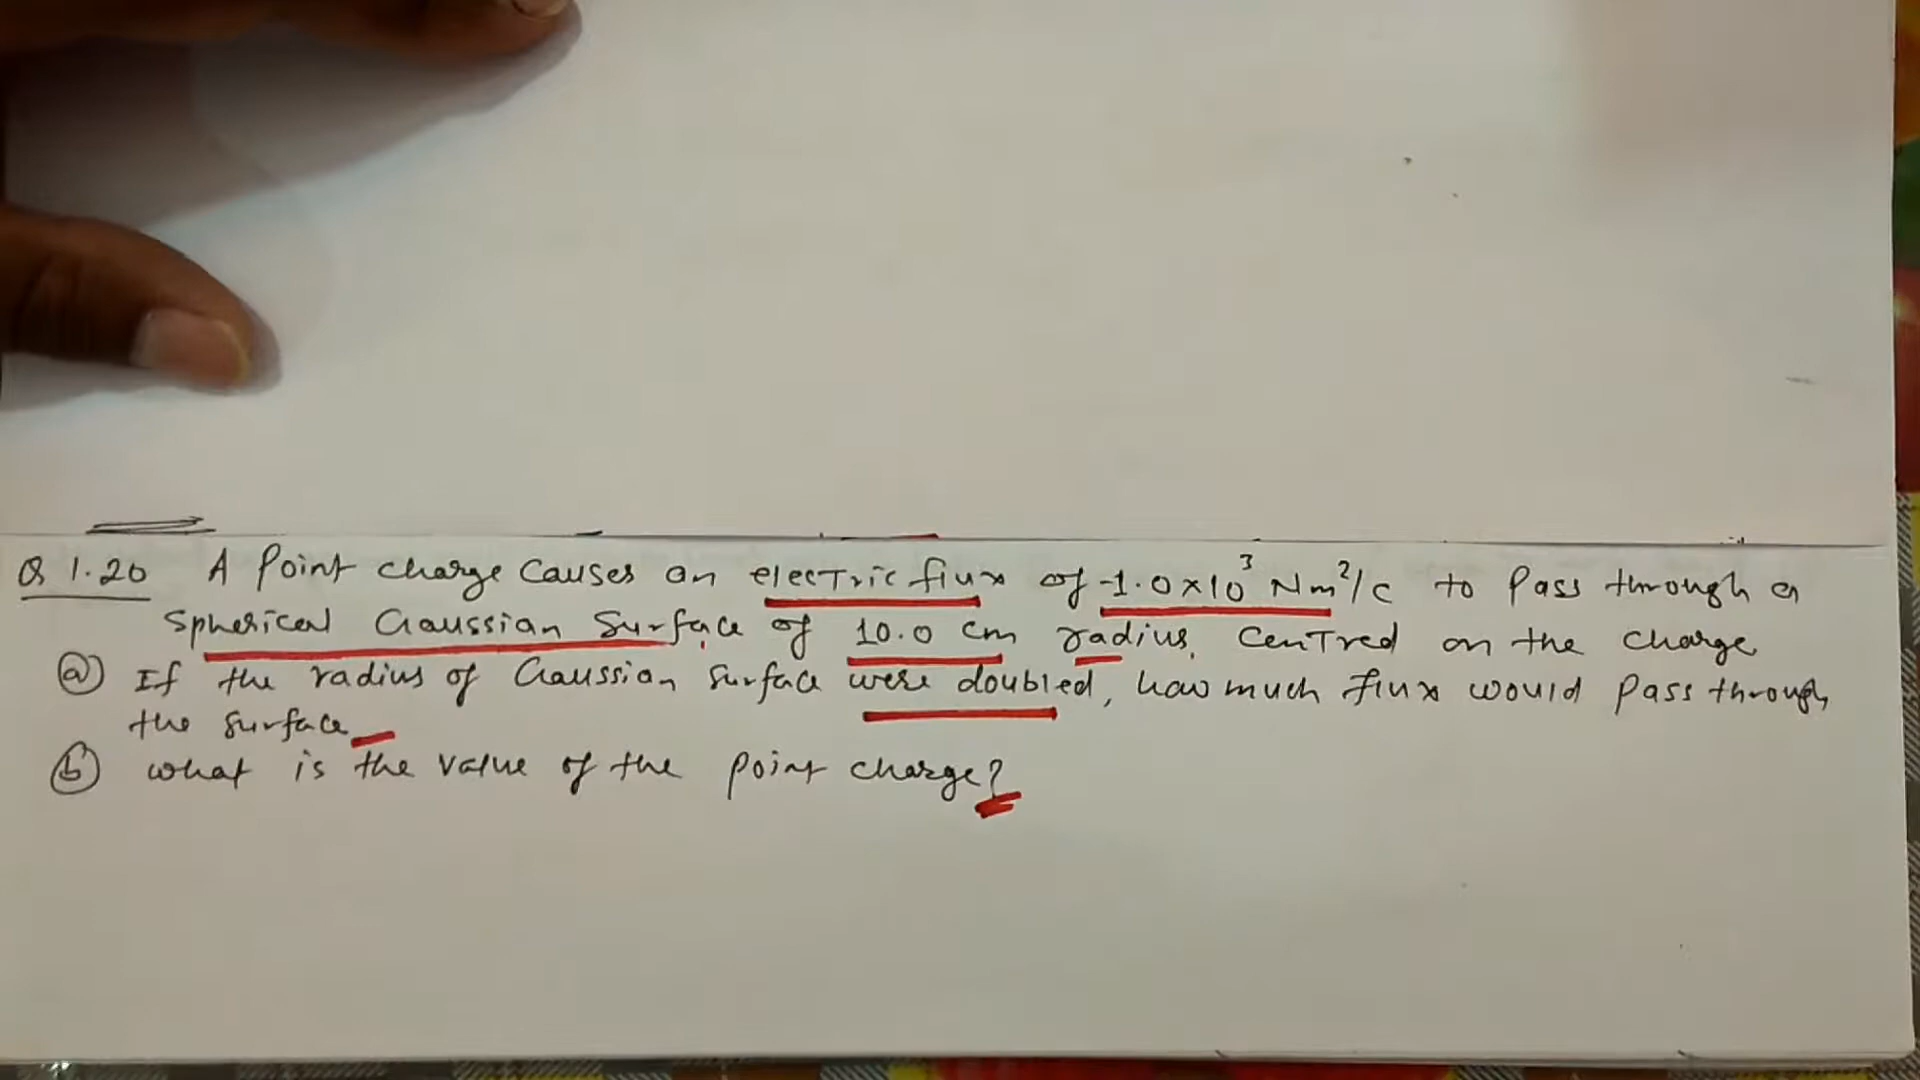 Q 1.20 A Point charge causes an electric flux of -1.0×10³ Nm²/c to Pass through a
Spherical Gaussian Surface of 10.0 cm radius, Centred on the charge
(a) If the radius of Gaussian Surface were doubled, how much flux would pass through
the surface
(b) what is the value of the point charge?